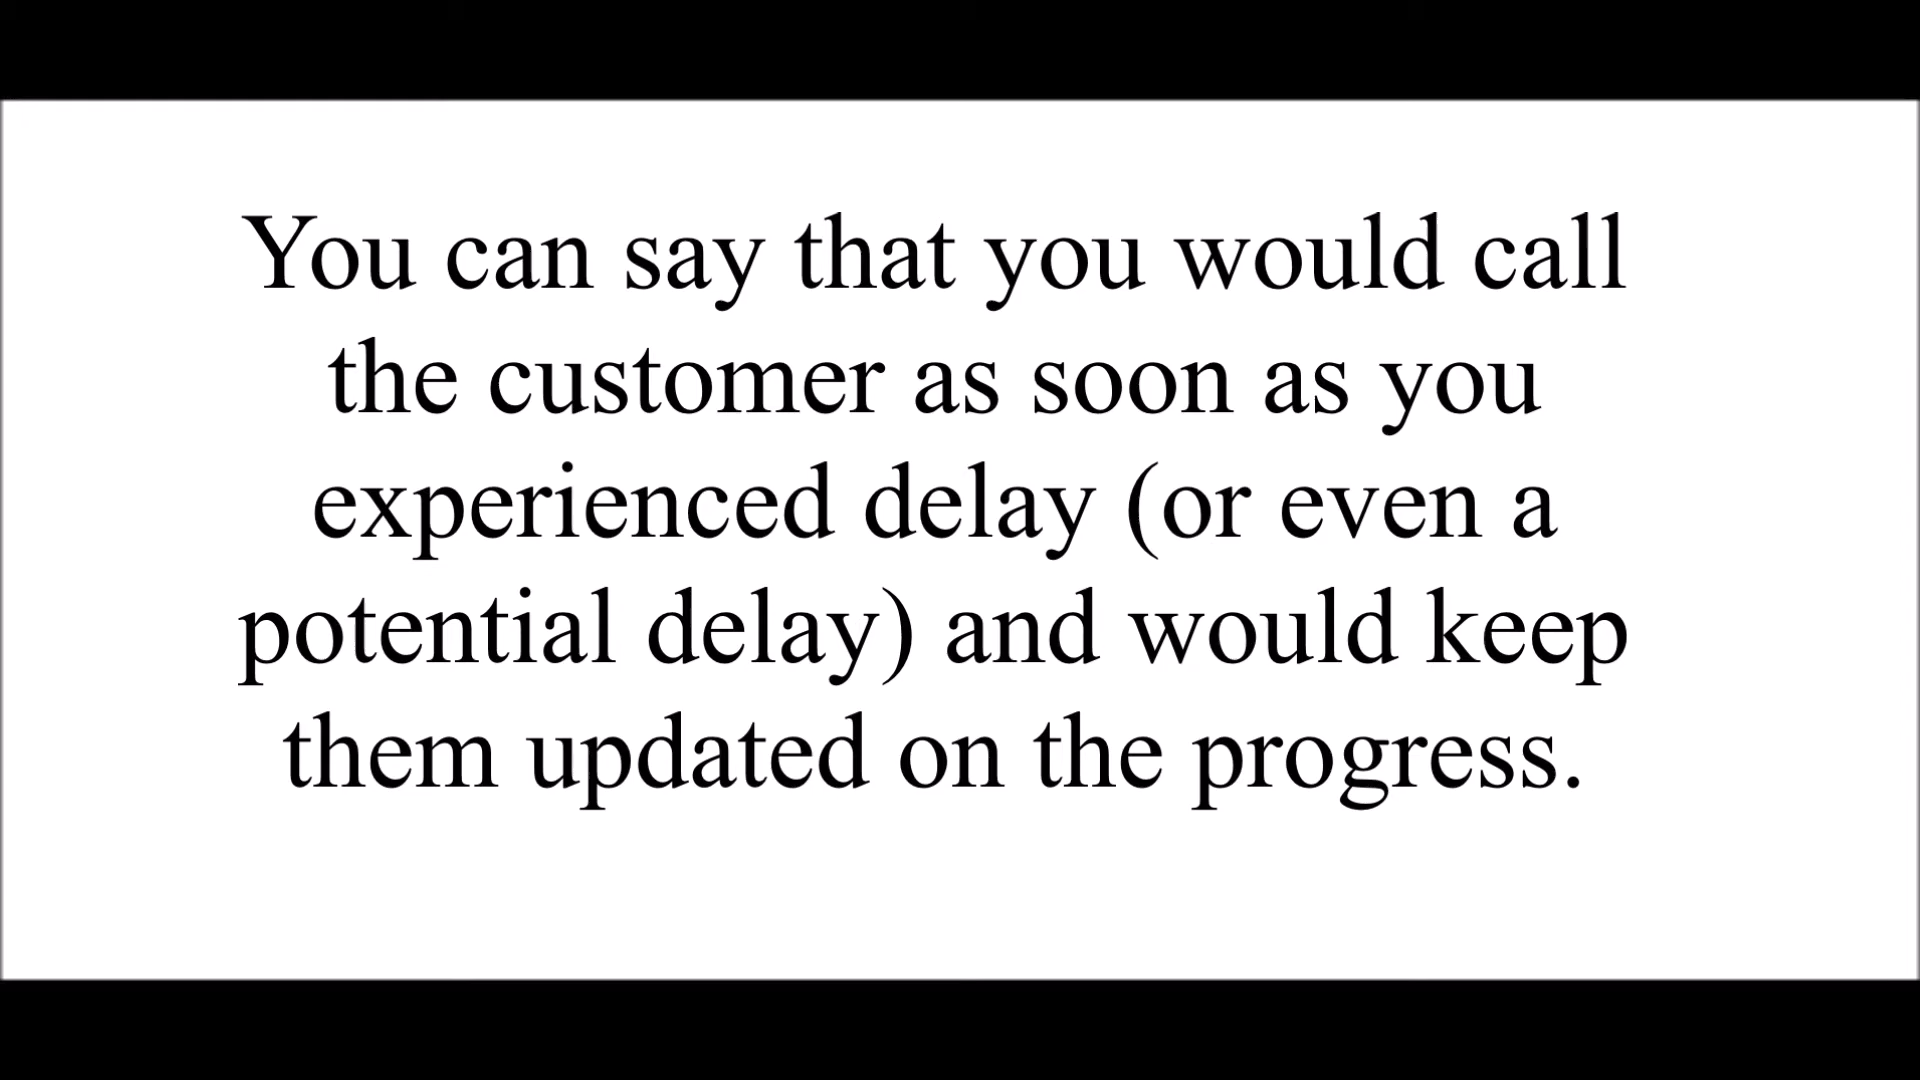 You can say that you would call
the customer as soon as you
experienced delay (or even a
potential delay) and would keep
them updated on the progress.